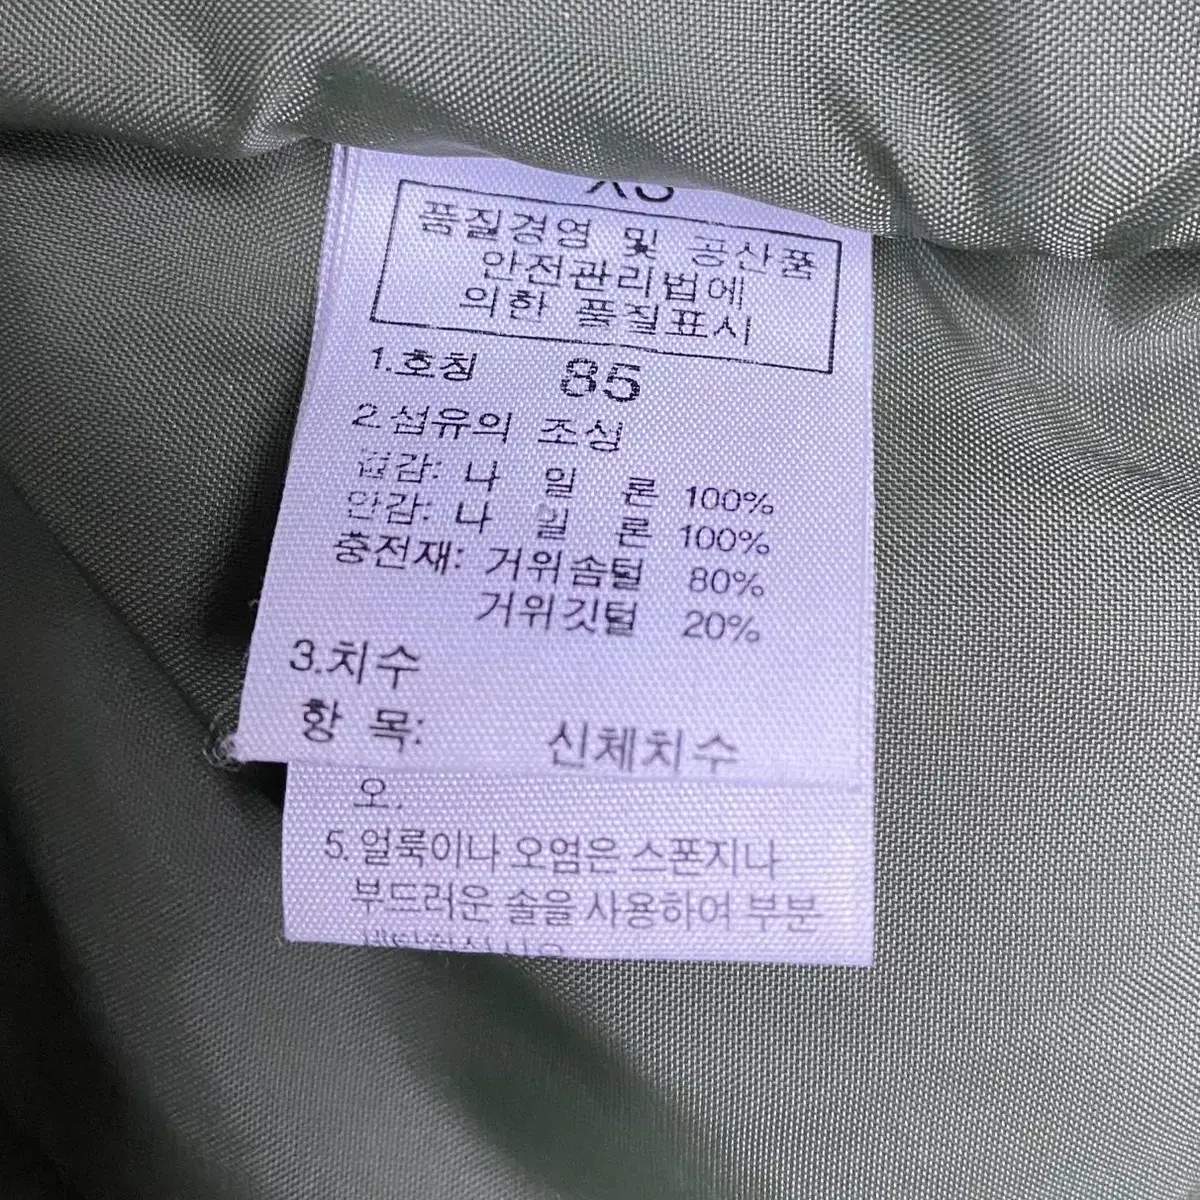 XS
품질경영 및 공산품
안전관리법에
의한 품질표시
1.호칭 85
2.섬유의 조성
겉감: 나 일 론 100%
안감: 나 일 론 100%
충전재: 거위솜털 80%
거위깃털 20%
3.치수
항 목: 신체치수
오.
5. 얼룩이나 오염은 스폰지나
부드러운 솔을 사용하여 부분